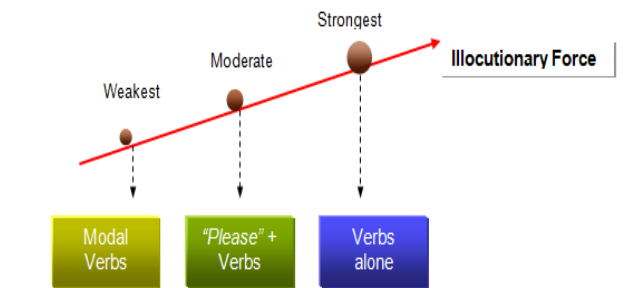 Strongest
Moderate
Weakest
Illocutionary Force
Modal
Verbs
“Please” +
Verbs
Verbs
alone